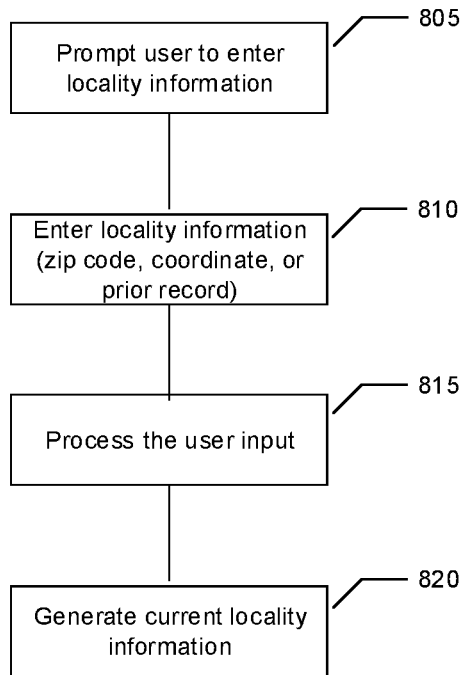 805
Prompt user to enter
locality information
810
Enter locality information
(zip code, coordinate, or
prior record)
815
Process the user input
820
Generate current locality
information